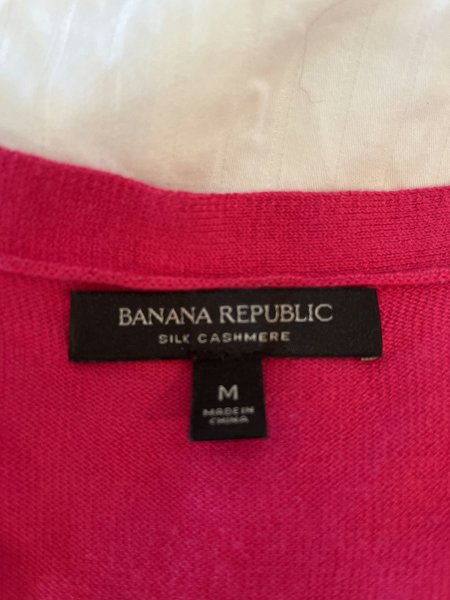 BANANA REPUBLIC
SILK CASHMERE
M
MADE IN
CHINA